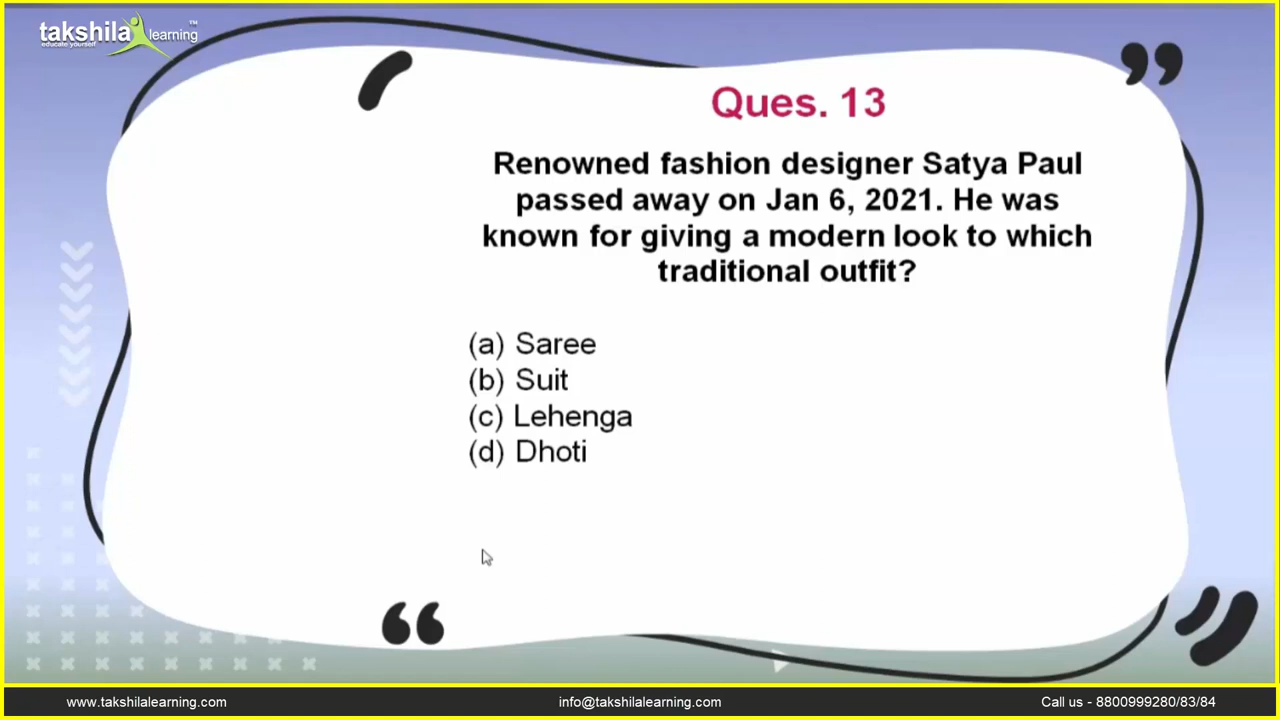 takshila learning™
educate yourself
Ques. 13
Renowned fashion designer Satya Paul
passed away on Jan 6, 2021. He was
known for giving a modern look to which
traditional outfit?
(a) Saree
(b) Suit
(c) Lehenga
(d) Dhoti
www.takshilalearning.com info@takshilalearning.com Call us - 8800999280/83/84